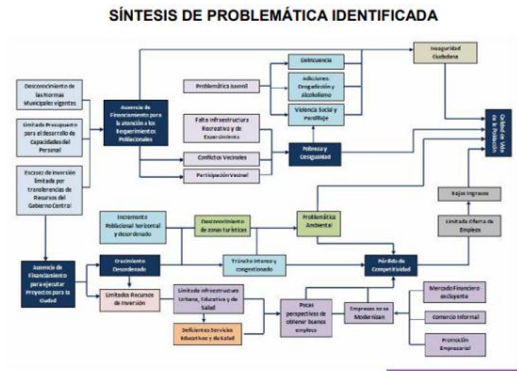 SÍNTESIS DE PROBLEMÁTICA IDENTIFICADA
Desconocimiento de
las Normas
Municipales vigentes
Limitado Presupuesto
para el desarrollo de
Capacidades del
Personal
Escasez de inversión
limitada por
transferencias de
Recursos del
Gobierno Central
Ausencia de
Financiamiento para
la atención a los
Requerimientos
Poblacionales
Problemática Juvenil
Falta Infraestructura
Recreativa y de
Esparcimiento
Conflictos Vecinales
Participación Vecinal
Delincuencia
Adicciones,
Drogadicción y
Alcoholismo
Violencia Social y
Pandillaje
Pobreza y
Desigualdad
Inseguridad
Ciudadana
Calidad de Vida
de la Población
Bajos Ingresos
Limitada Oferta de
Empleos
Incremento
Poblacional horizontal
y desordenado
Desconocimiento
de zonas turísticas
Problemática
Ambiental
Ausencia de
Financiamiento
para ejecutar
Proyectos para la
Ciudad
Crecimiento
Desordenado
Tránsito intenso y
congestionado
Pérdida de
Competitividad
Limitados Recursos
de Inversión
Limitada Infraestructura
Urbana, Educativa y de
Salud
Deficientes Servicios
Educativos y de Salud
Pocas
perspectivas de
obtener buenos
empleos
Empresas no se
Modernizan
Mercado Financiero
excluyente
Comercio Informal
Promoción
Empresarial